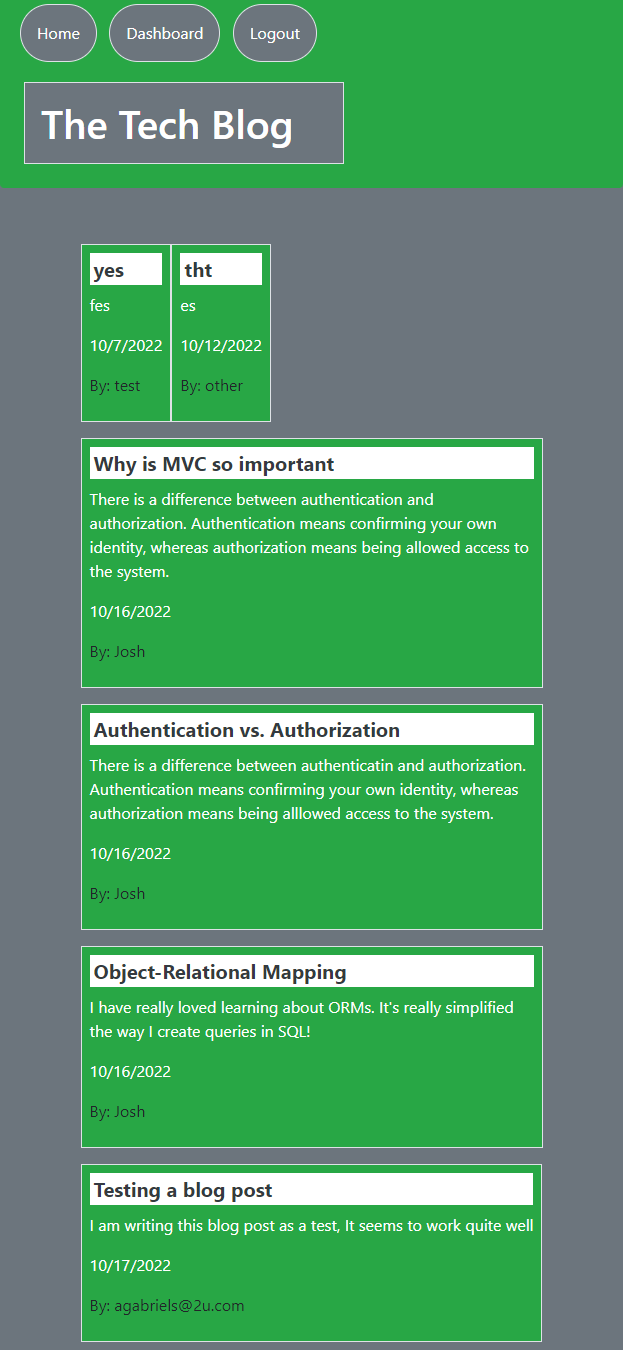 Home Dashboard Logout
The Tech Blog
yes
fes
10/7/2022
By: test
tht
es
10/12/2022
By: other
Why is MVC so important
There is a difference between authentication and
authorization. Authentication means confirming your own
identity, whereas authorization means being allowed access to
the system.
10/16/2022
By: Josh
Authentication vs. Authorization
There is a difference between authenticatin and authorization.
Authentication means confirming your own identity, whereas
authorization means being alllowed access to the system.
10/16/2022
By: Josh
Object-Relational Mapping
I have really loved learning about ORMs. It's really simplified
the way I create queries in SQL!
10/16/2022
By: Josh
Testing a blog post
I am writing this blog post as a test, It seems to work quite well
10/17/2022
By: agabriels@2u.com